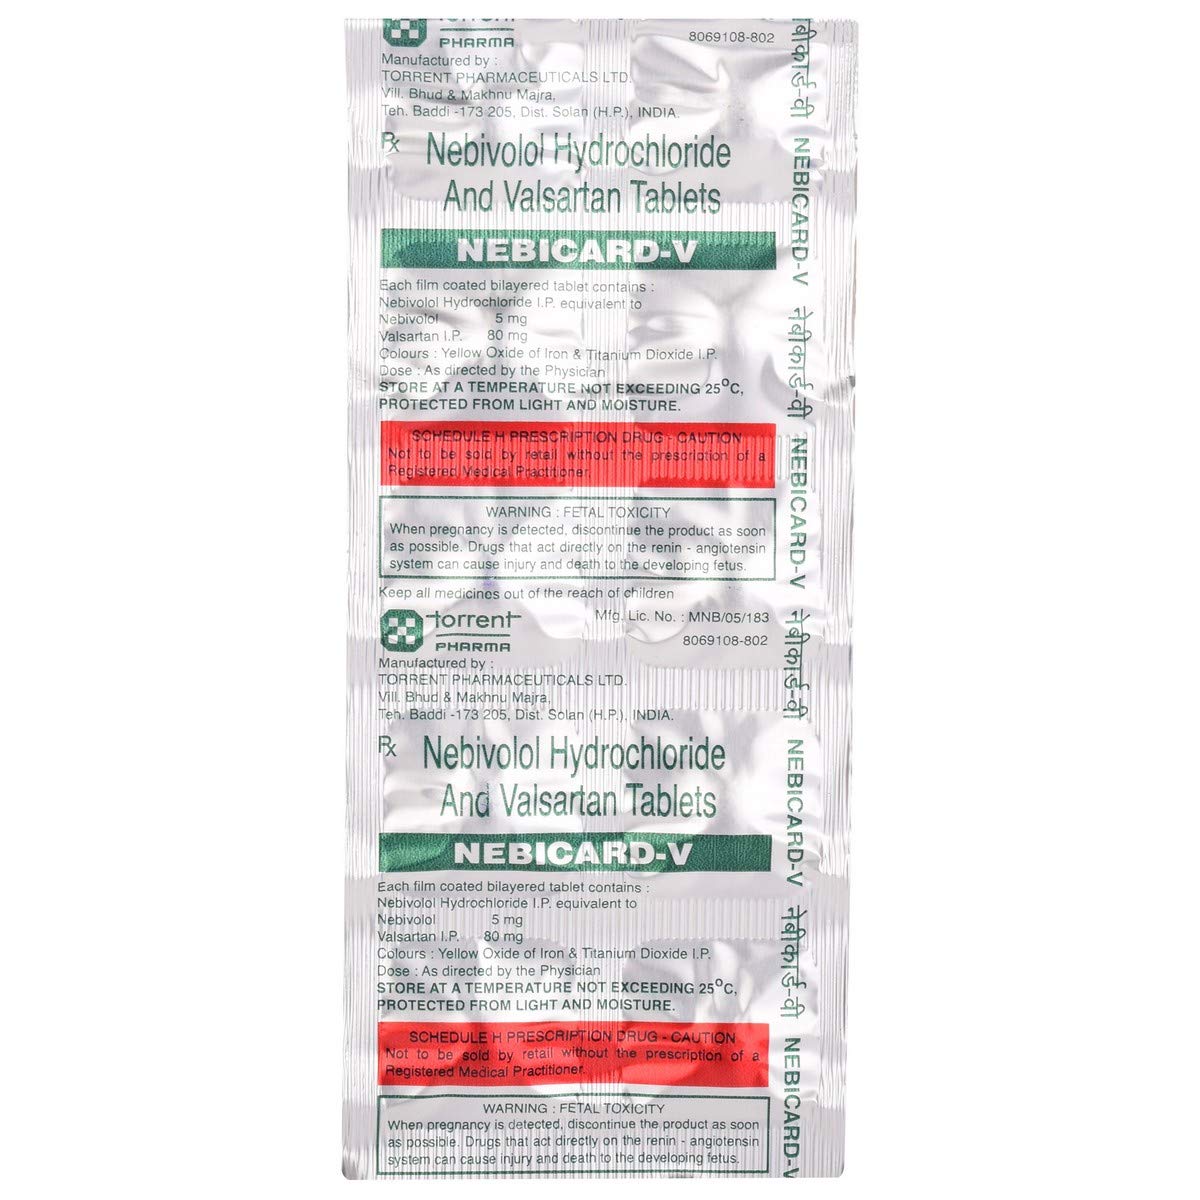 torrent
PHARMA
8069108-802
Manufactured by :
TORRENT PHARMACEUTICALS LTD.
Vill. Bhud & Makhnu Majra,
Teh. Baddi -173 205, Dist. Solan (H.P.), INDIA.
Rx Nebivolol Hydrochloride
And Valsartan Tablets
NEBICARD-V
Each film coated bilayered tablet contains :
Nebivolol Hydrochloride I.P. equivalent to
Nebivolol 5 mg
Valsartan I.P. 80 mg
Colours : Yellow Oxide of Iron & Titanium Dioxide I.P.
Dose : As directed by the Physician
STORE AT A TEMPERATURE NOT EXCEEDING 25°C,
PROTECTED FROM LIGHT AND MOISTURE.
SCHEDULE H PRESCRIPTION DRUG - CAUTION
Not to be sold by retail without the prescription of a
Registered Medical Practitioner.
WARNING : FETAL TOXICITY
When pregnancy is detected, discontinue the product as soon
as possible. Drugs that act directly on the renin - angiotensin
system can cause injury and death to the developing fetus.
Keep all medicines out of the reach of children
torrent
PHARMA
Mfg. Lic. No. : MNB/05/183
8069108-802
Manufactured by :
TORRENT PHARMACEUTICALS LTD.
Vill. Bhud & Makhnu Majra,
Teh. Baddi -173 205, Dist. Solan (H.P.), INDIA.
Rx Nebivolol Hydrochloride
And Valsartan Tablets
NEBICARD-V
Each film coated bilayered tablet contains :
Nebivolol Hydrochloride I.P. equivalent to
Nebivolol 5 mg
Valsartan I.P. 80 mg
Colours : Yellow Oxide of Iron & Titanium Dioxide I.P.
Dose : As directed by the Physician
STORE AT A TEMPERATURE NOT EXCEEDING 25°C,
PROTECTED FROM LIGHT AND MOISTURE.
SCHEDULE H PRESCRIPTION DRUG - CAUTION
Not to be sold by retail without the prescription of a
Registered Medical Practitioner.
WARNING : FETAL TOXICITY
When pregnancy is detected, discontinue the product as soon
as possible. Drugs that act directly on the renin - angiotensin
system can cause injury and death to the developing fetus.
NEBICARD-V नेबीकार्ड-वी NEBICARD-V नेबीकार्ड-वी NEBICARD-V नेबीकार्ड-वी NEBICARD-V